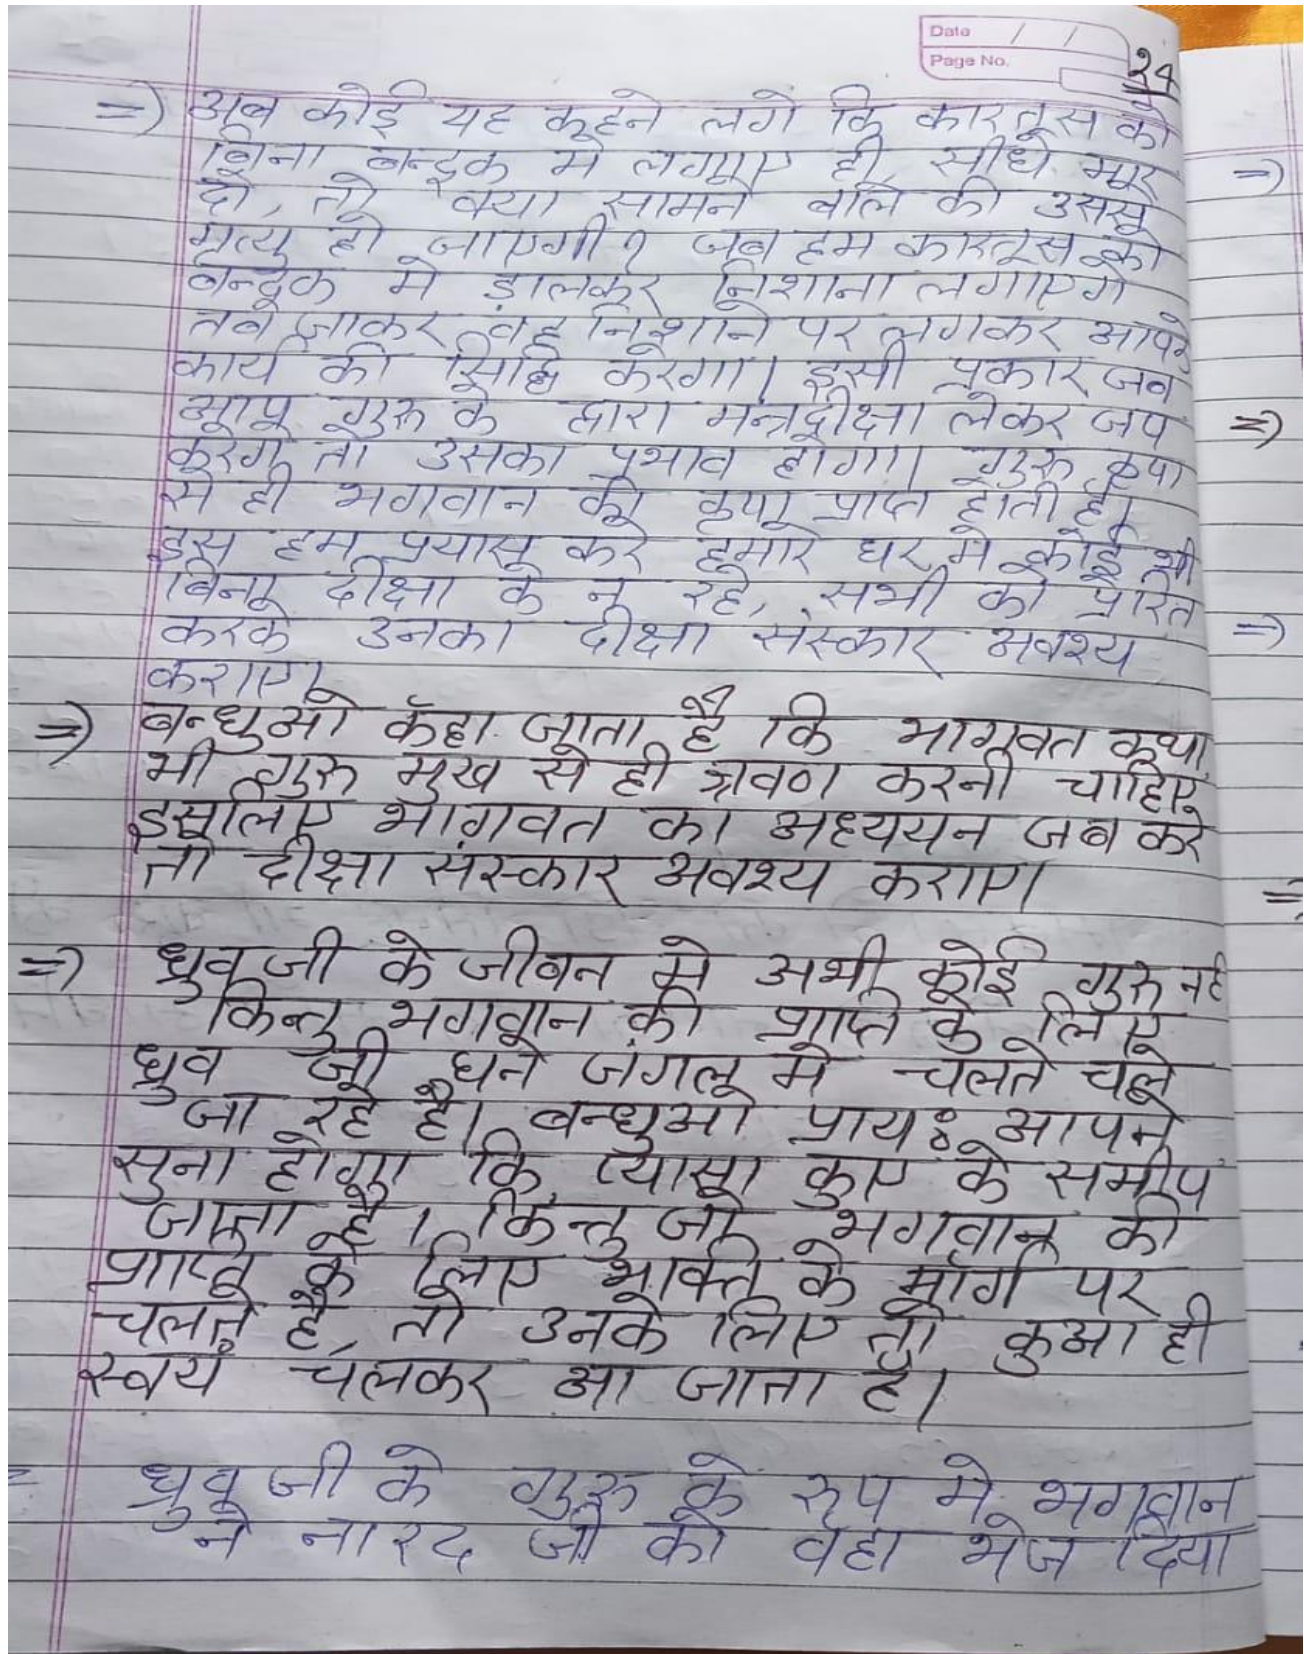 Date / /
Page No.
24
=) अब कोई यह कहने लगे कि कारतूस को
बिना बन्दूक मे लगाए ही सीधे मार
दो, तो क्या सामने वाले की उससे
मृत्यु हो जाएगी? जब हम कारतूस को
बन्दूक मे डालकर निशाना लगाएगे
तब जाकर वह निशाने पर लगकर आपके
कार्य की सिद्धि करेगा। इसी प्रकार जब
आप गुरु के द्वारा मन्त्रदीक्षा लेकर जप
करेगे तो उसका प्रभाव होगा। गुरु कृपा
से ही भगवान की कृपा प्राप्त होती है।
इस हम प्रयास करे हमारे घर मे कोई भी
बिना दीक्षा के न रहे, सभी को प्रेरित
करके उनका दीक्षा संस्कार अवश्य
कराए।
=) बन्धुओ कहा जाता है कि भागवत कथा
भी गुरु मुख से ही श्रवण करनी चाहिए
इसलिए भागवत का अध्ययन जब करे
तो दीक्षा संस्कार अवश्य कराए।
=) ध्रुव जी के जीवन मे अभी कोई गुरु नही
किन्तु भगवान की प्राप्ति के लिए
ध्रुव जी घने जंगल मे चलते चले
जा रहे है। बन्धुओ प्रायः आपने
सुना होगा कि प्यासा कुए के समीप
जाता है। किन्तु जो भगवान की
प्राप्ति के लिए भक्ति के मार्ग पर
चलते है, तो उनके लिए तो कुआ ही
स्वयं चलकर आ जाता है।
= ध्रुव जी के गुरु के रुप मे भगवान
ने नारद जी को वहा भेज दिया
=)
=)
=)
=)